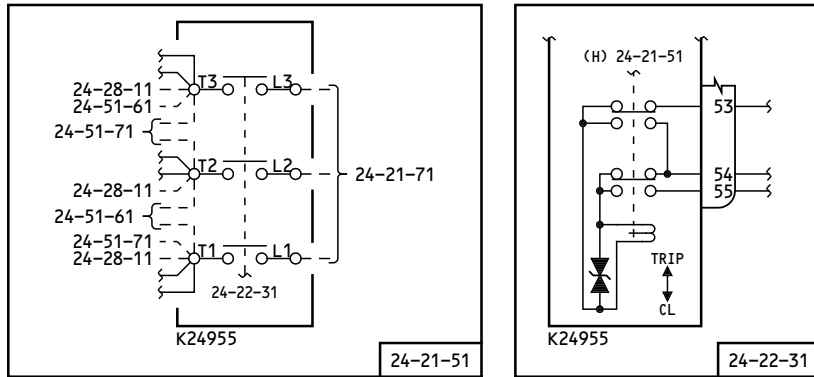 T3
L3
24-28-11
24-51-61
24-51-71
T2
L2
24-21-71
24-28-11
24-51-61
24-51-71
T1
L1
24-28-11
24-22-31
K24955
24-21-51
(H) 24-21-51
53
54
55
TRIP
CL
K24955
24-22-31